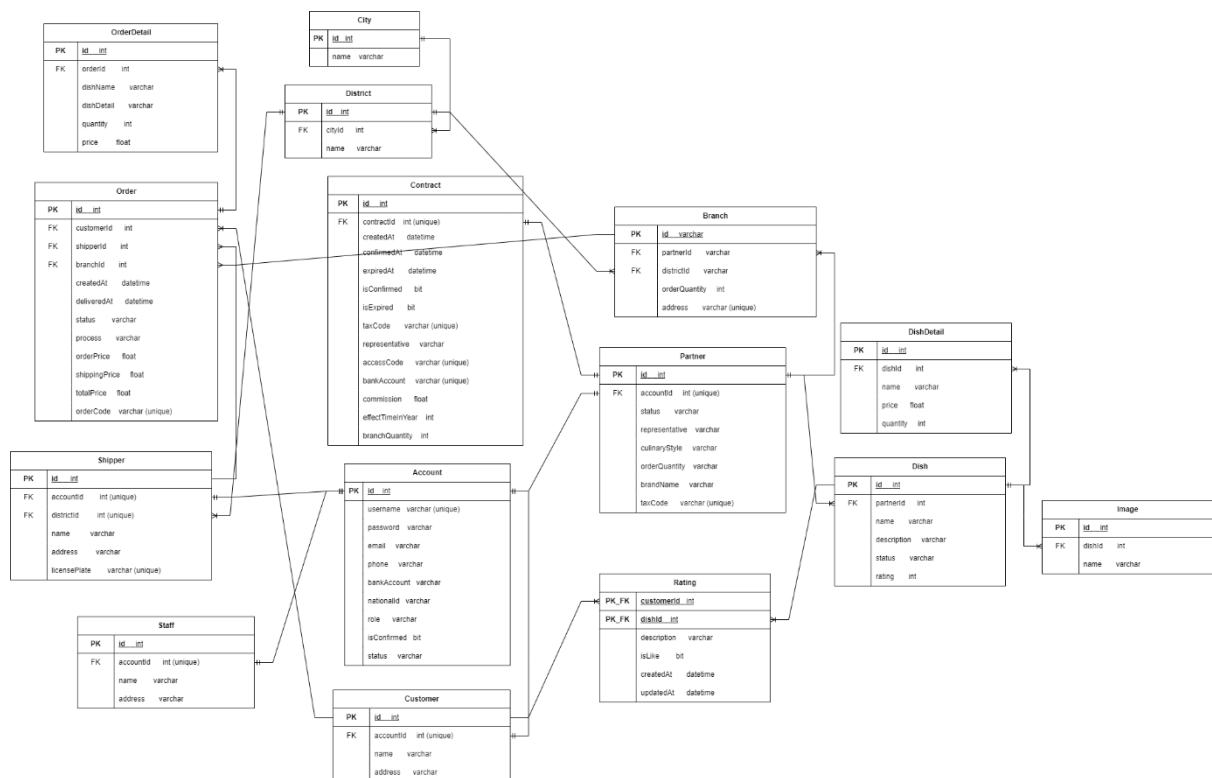 City
PK id int
name varchar
OrderDetail
PK id int
FK orderId int
dishName varchar
dishDetail varchar
quantity int
price float
District
PK id int
FK cityId int
name varchar
Order
PK id int
FK customerId int
FK shipperId int
FK branchId int
createdAt datetime
deliveredAt datetime
status varchar
process varchar
orderPrice float
shippingPrice float
totalPrice float
orderCode varchar (unique)
Contract
PK id int
FK contractId int (unique)
createdAt datetime
confirmedAt datetime
expiredAt datetime
isConfirmed bit
isExpired bit
taxCode varchar (unique)
representative varchar
accessCode varchar (unique)
bankAccount varchar (unique)
commission float
effectTimeInYear int
branchQuantity int
Branch
PK id varchar
FK partnerId varchar
FK districtId varchar
orderQuantity int
address varchar (unique)
DishDetail
PK id int
FK dishId int
name varchar
price float
quantity int
Partner
PK id int
FK accountId int (unique)
status varchar
representative varchar
culinaryStyle varchar
orderQuantity varchar
brandName varchar
taxCode varchar (unique)
Shipper
PK id int
FK accountId int (unique)
FK districtId int (unique)
name varchar
address varchar
licensePlate varchar (unique)
Account
PK id int
username varchar (unique)
password varchar
email varchar
phone varchar
bankAccount varchar
nationalId varchar
role varchar
isConfirmed bit
status varchar
Dish
PK id int
FK partnerId int
name varchar
description varchar
status varchar
rating int
Image
PK id int
FK dishId int
name varchar
Rating
PK_FK customerId int
PK_FK dishId int
description varchar
isLike bit
createdAt datetime
updatedAt datetime
Staff
PK id int
FK accountId int (unique)
name varchar
address varchar
Customer
PK id int
FK accountId int (unique)
name varchar
address varchar